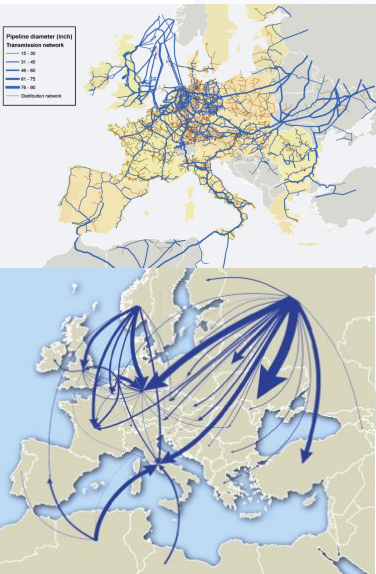 Pipeline diameter (inch)
Transmission network
15 - 30
31 - 45
46 - 60
61 - 75
76 - 90
Distribution network